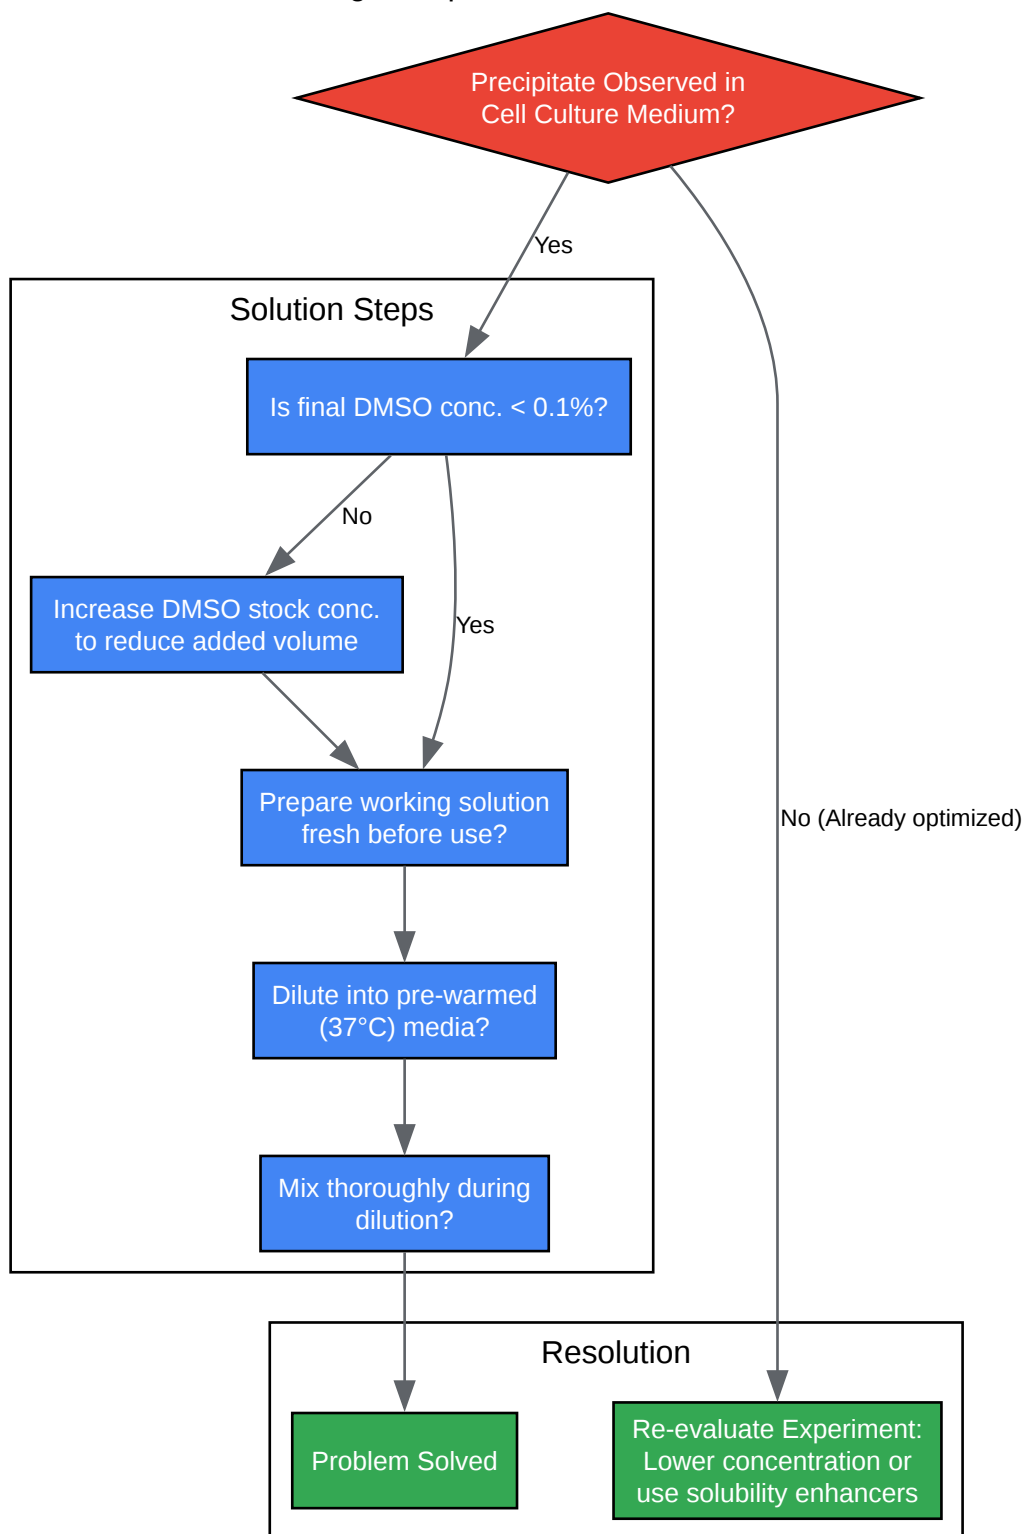 Precipitate Observed in
Cell Culture Medium?
Yes
Solution Steps
Is final DMSO conc. < 0.1%?
No
Increase DMSO stock conc.
to reduce added volume
Yes
Prepare working solution
fresh before use?
No (Already optimized)
Dilute into pre-warmed
(37°C) media?
Mix thoroughly during
dilution?
Resolution
Problem Solved
Re-evaluate Experiment:
Lower concentration or
use solubility enhancers